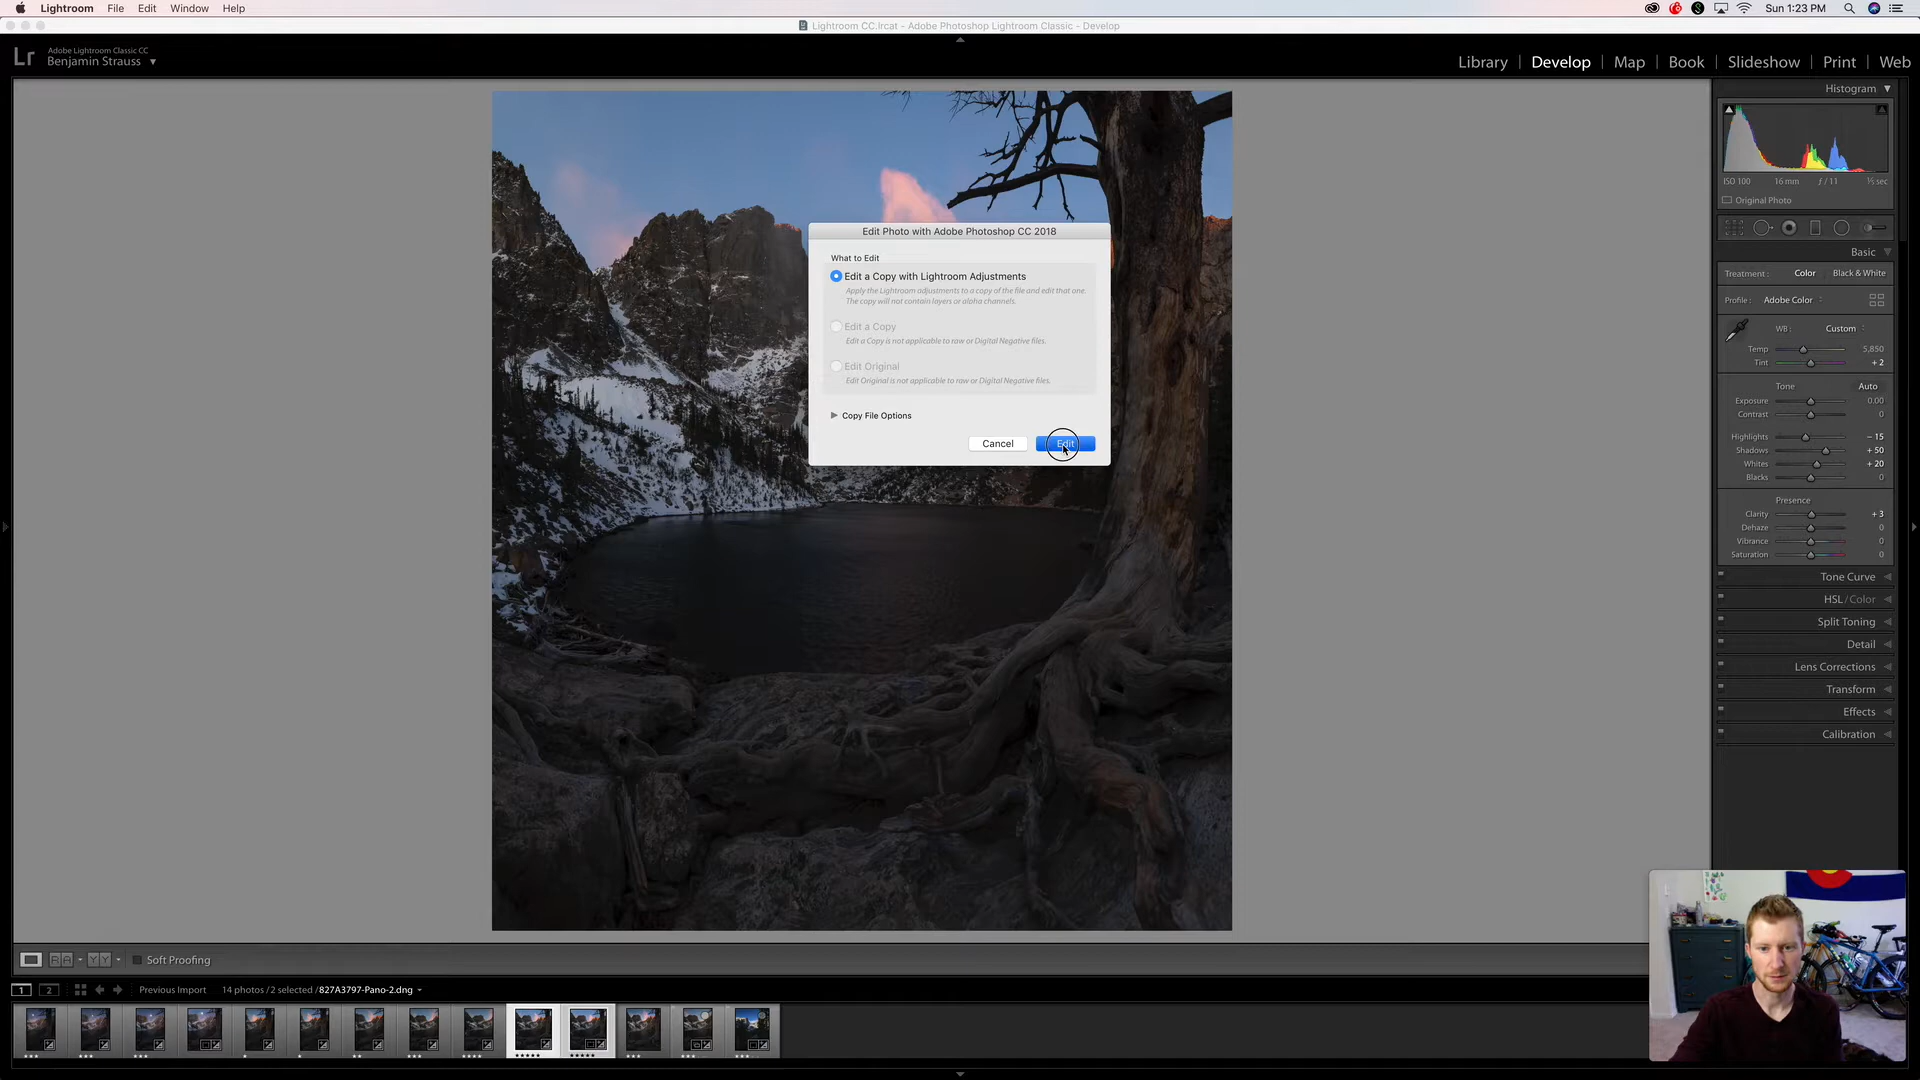 Lightroom File Edit Window Help
Sun 1:23 PM
Lightroom CC.lrcat - Adobe Photoshop Lightroom Classic - Develop
Lr
Adobe Lightroom Classic CC
Benjamin Strauss
Library | Develop | Map | Book | Slideshow | Print | Web
Histogram
ISO 100 16 mm ƒ / 11 ⅕ sec
Original Photo
Basic
Treatment : Color Black & White
Profile : Adobe Color
WB : Custom
Temp 5,850
Tint + 2
Tone Auto
Exposure 0.00
Contrast 0
Highlights − 15
Shadows + 50
Whites + 20
Blacks 0
Presence
Clarity + 3
Dehaze 0
Vibrance 0
Saturation 0
Tone Curve
HSL / Color
Split Toning
Detail
Lens Corrections
Transform
Effects
Calibration
Edit Photo with Adobe Photoshop CC 2018
What to Edit
Edit a Copy with Lightroom Adjustments
Apply the Lightroom adjustments to a copy of the file and edit that one.
The copy will not contain layers or alpha channels.
Edit a Copy
Edit a Copy is not applicable to raw or Digital Negative files.
Edit Original
Edit Original is not applicable to raw or Digital Negative files.
Copy File Options
Cancel Edit
RA YY Soft Proofing
1 2 Previous Import 14 photos / 2 selected / 827A3797-Pano-2.dng